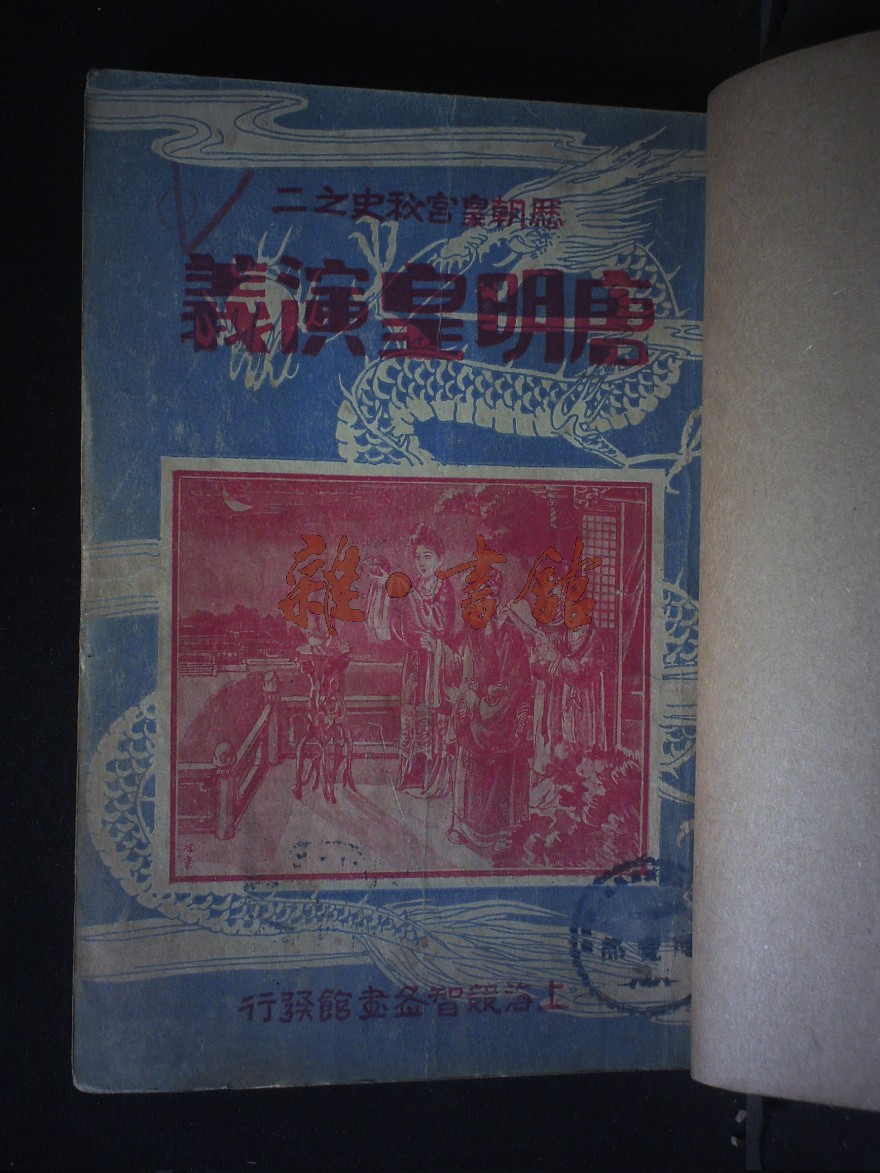 歷朝皇宮秘史之二
唐明皇演義
雜·書館
上海競智圖書館發行